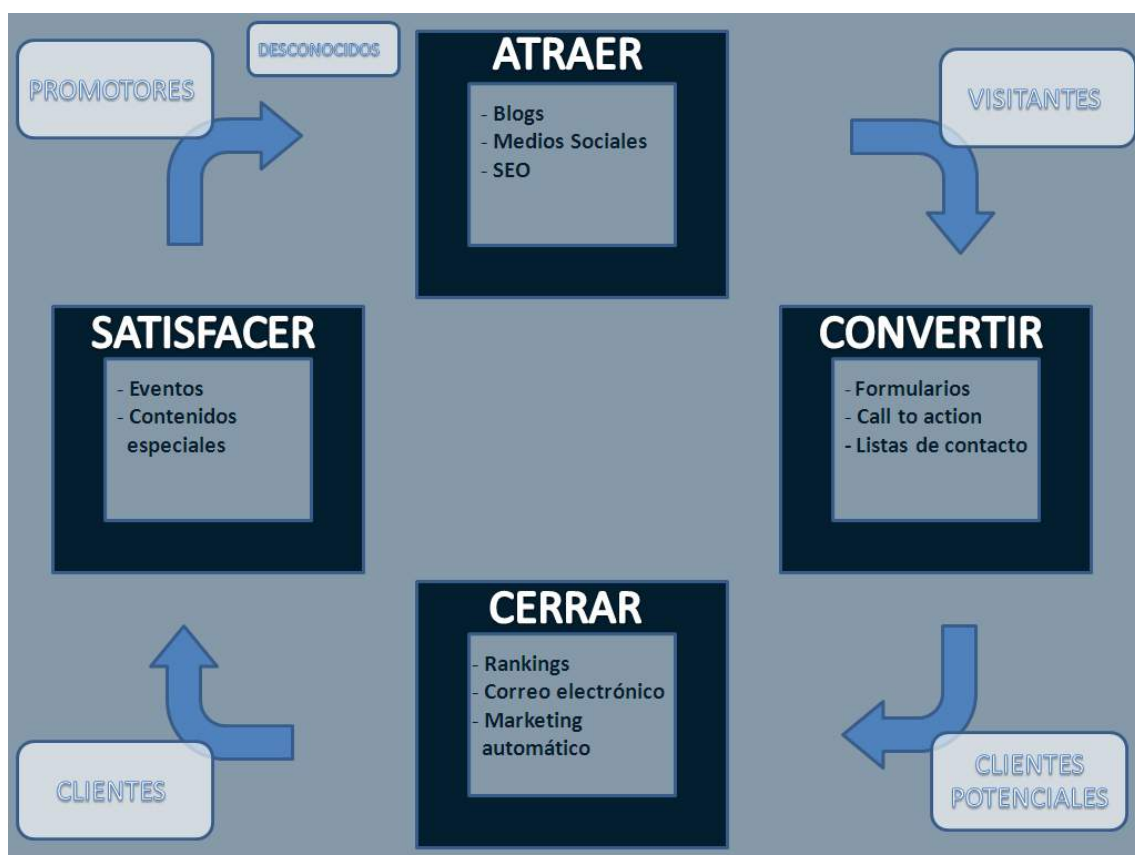 PROMOTORES
DESCONOCIDOS
ATRAER
- Blogs
- Medios Sociales
- SEO
VISITANTES
SATISFACER
- Eventos
- Contenidos
especiales
CONVERTIR
- Formularios
- Call to action
- Listas de contacto
CERRAR
- Rankings
- Correo electrónico
- Marketing
automático
CLIENTES
CLIENTES
POTENCIALES